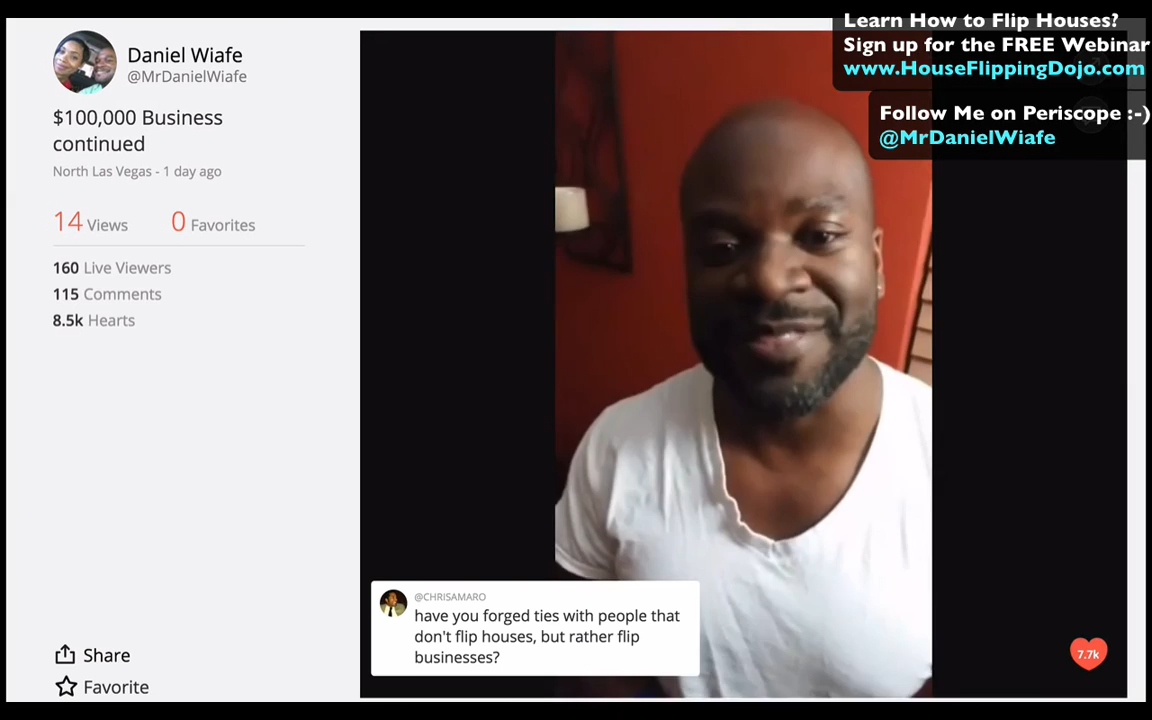 Daniel Wiafe
@MrDanielWiafe
$100,000 Business
continued
North Las Vegas - 1 day ago
14 Views 0 Favorites
160 Live Viewers
115 Comments
8.5k Hearts
Share
Favorite
Learn How to Flip Houses?
Sign up for the FREE Webinar
www.HouseFlippingDojo.com
Follow Me on Periscope :-)
@MrDanielWiafe
@CHRISAMARO
have you forged ties with people that
don't flip houses, but rather flip
businesses?
7.7k